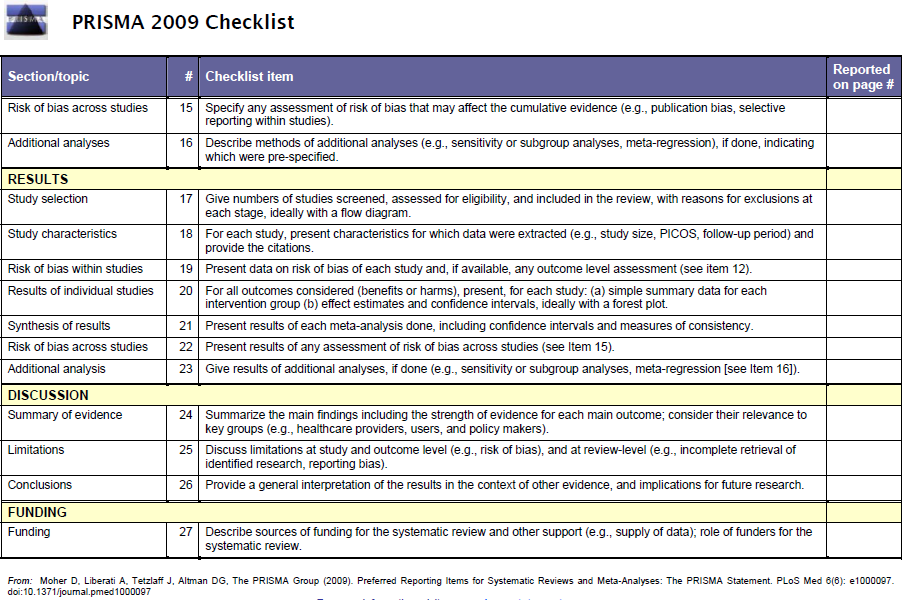 PRISMA
PRISMA 2009 Checklist
Section/topic # Checklist item Reported
on page #
Risk of bias across studies 15 Specify any assessment of risk of bias that may affect the cumulative evidence (e.g., publication bias, selective
reporting within studies).
Additional analyses 16 Describe methods of additional analyses (e.g., sensitivity or subgroup analyses, meta-regression), if done, indicating
which were pre-specified.
RESULTS
Study selection 17 Give numbers of studies screened, assessed for eligibility, and included in the review, with reasons for exclusions at
each stage, ideally with a flow diagram.
Study characteristics 18 For each study, present characteristics for which data were extracted (e.g., study size, PICOS, follow-up period) and
provide the citations.
Risk of bias within studies 19 Present data on risk of bias of each study and, if available, any outcome level assessment (see item 12).
Results of individual studies 20 For all outcomes considered (benefits or harms), present, for each study: (a) simple summary data for each
intervention group (b) effect estimates and confidence intervals, ideally with a forest plot.
Synthesis of results 21 Present results of each meta-analysis done, including confidence intervals and measures of consistency.
Risk of bias across studies 22 Present results of any assessment of risk of bias across studies (see Item 15).
Additional analysis 23 Give results of additional analyses, if done (e.g., sensitivity or subgroup analyses, meta-regression [see Item 16]).
DISCUSSION
Summary of evidence 24 Summarize the main findings including the strength of evidence for each main outcome; consider their relevance to
key groups (e.g., healthcare providers, users, and policy makers).
Limitations 25 Discuss limitations at study and outcome level (e.g., risk of bias), and at review-level (e.g., incomplete retrieval of
identified research, reporting bias).
Conclusions 26 Provide a general interpretation of the results in the context of other evidence, and implications for future research.
FUNDING
Funding 27 Describe sources of funding for the systematic review and other support (e.g., supply of data); role of funders for the
systematic review.
From: Moher D, Liberati A, Tetzlaff J, Altman DG, The PRISMA Group (2009). Preferred Reporting Items for Systematic Reviews and Meta-Analyses: The PRISMA Statement. PLoS Med 6(6): e1000097.
doi:10.1371/journal.pmed1000097